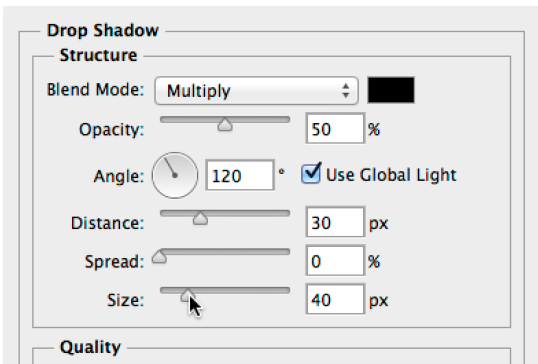 Drop Shadow
Structure
Blend Mode: Multiply
Opacity: 50 %
Angle: 120 ° Use Global Light
Distance: 30 px
Spread: 0 %
Size: 40 px
Quality